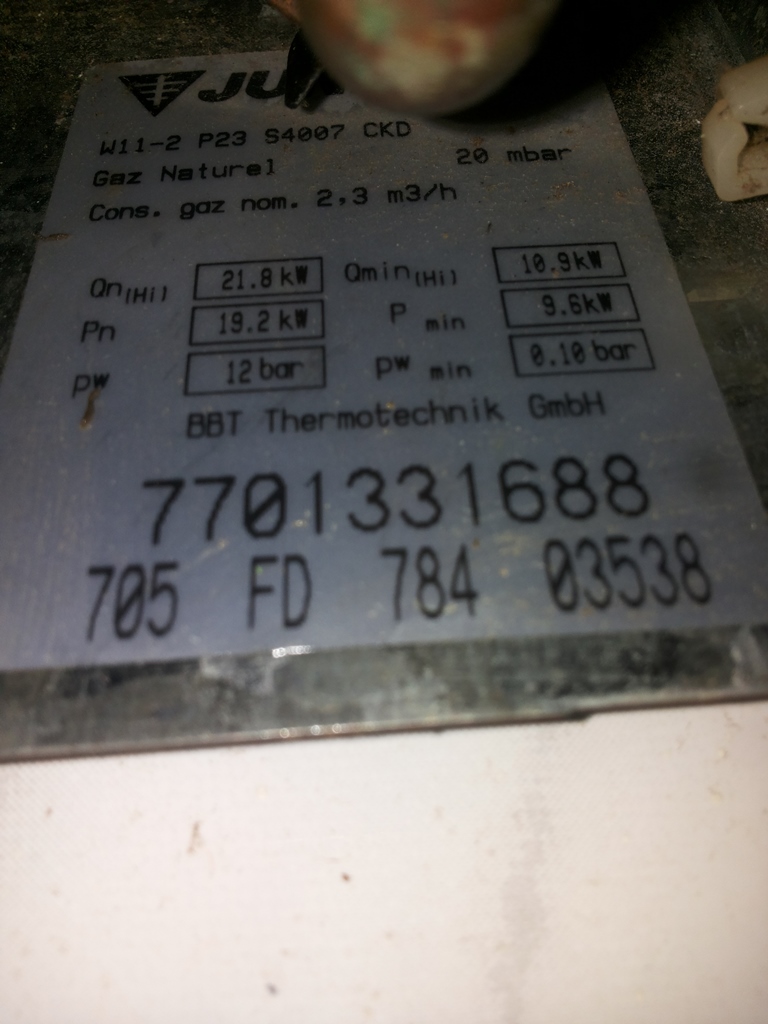 W11-2 P23 S4007 CKD
Gaz Naturel 20 mbar
Cons. gaz nom. 2,3 m3/h
Qn(Hi) 21.8 kW Qmin(Hi) 10.9kW
Pn 19.2 kW P min 9.6kW
pw 12 bar pw min 0.10 bar
BBT Thermotechnik GmbH
7701331688
705 FD 784 03538